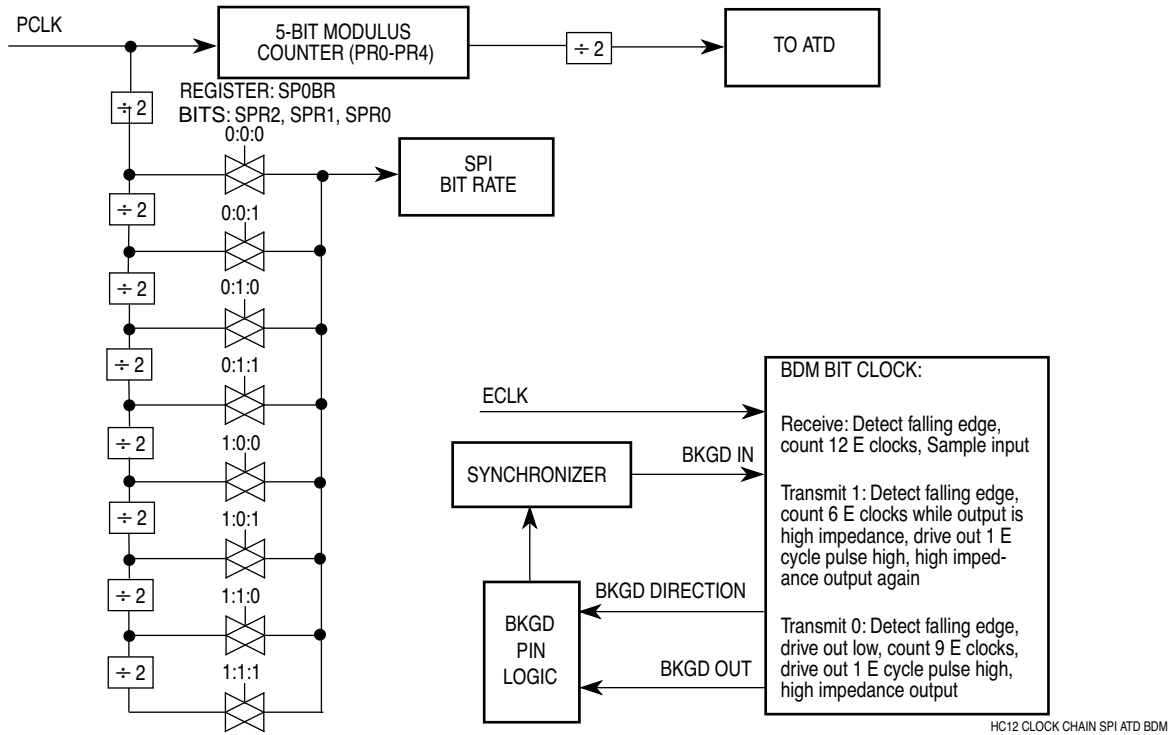 PCLK
5-BIT MODULUS
COUNTER (PR0-PR4)
÷ 2
TO ATD
÷ 2
REGISTER: SP0BR
BITS: SPR2, SPR1, SPR0
0:0:0
SPI
BIT RATE
÷ 2
0:0:1
÷ 2
0:1:0
÷ 2
0:1:1
÷ 2
1:0:0
÷ 2
1:0:1
÷ 2
1:1:0
÷ 2
1:1:1
ECLK
SYNCHRONIZER
BKGD IN
BKGD DIRECTION
BKGD
PIN
LOGIC
BKGD OUT
BDM BIT CLOCK:
Receive: Detect falling edge,
count 12 E clocks, Sample input
Transmit 1: Detect falling edge,
count 6 E clocks while output is
high impedance, drive out 1 E
cycle pulse high, high imped-
ance output again
Transmit 0: Detect falling edge,
drive out low, count 9 E clocks,
drive out 1 E cycle pulse high,
high impedance output
HC12 CLOCK CHAIN SPI ATD BDM